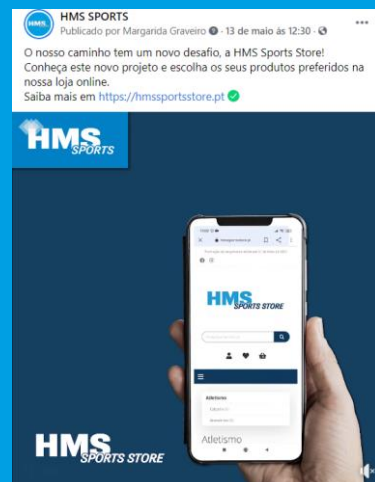 HMS SPORTS
Publicado por Margarida Graveiro · 13 de maio às 12:30 ·
O nosso caminho tem um novo desafio, a HMS Sports Store!
Conheça este novo projeto e escolha os seus produtos preferidos na
nossa loja online.
Saiba mais em https://hmssportsstore.pt
HMS
SPORTS
HMS
SPORTS STORE
Atletismo
Atletismo
HMS
SPORTS STORE